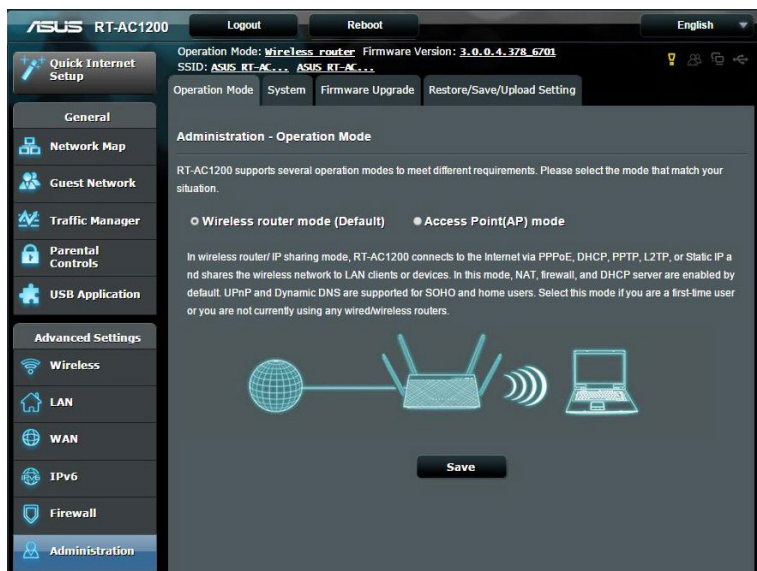 ASUS RT-AC1200 Logout Reboot English
Quick Internet Setup
Operation Mode: Wireless router Firmware Version: 3.0.0.4.378_6701
SSID: ASUS RT-AC... ASUS RT-AC...
Operation Mode System Firmware Upgrade Restore/Save/Upload Setting
General
Network Map
Guest Network
Traffic Manager
Parental Controls
USB Application
Advanced Settings
Wireless
LAN
WAN
IPv6
Firewall
Administration
Administration - Operation Mode
RT-AC1200 supports several operation modes to meet different requirements. Please select the mode that match your
situation.
Wireless router mode (Default) Access Point(AP) mode
In wireless router/ IP sharing mode, RT-AC1200 connects to the Internet via PPPoE, DHCP, PPTP, L2TP, or Static IP a
nd shares the wireless network to LAN clients or devices. In this mode, NAT, firewall, and DHCP server are enabled by
default. UPnP and Dynamic DNS are supported for SOHO and home users. Select this mode if you are a first-time user
or you are not currently using any wired/wireless routers.
Save